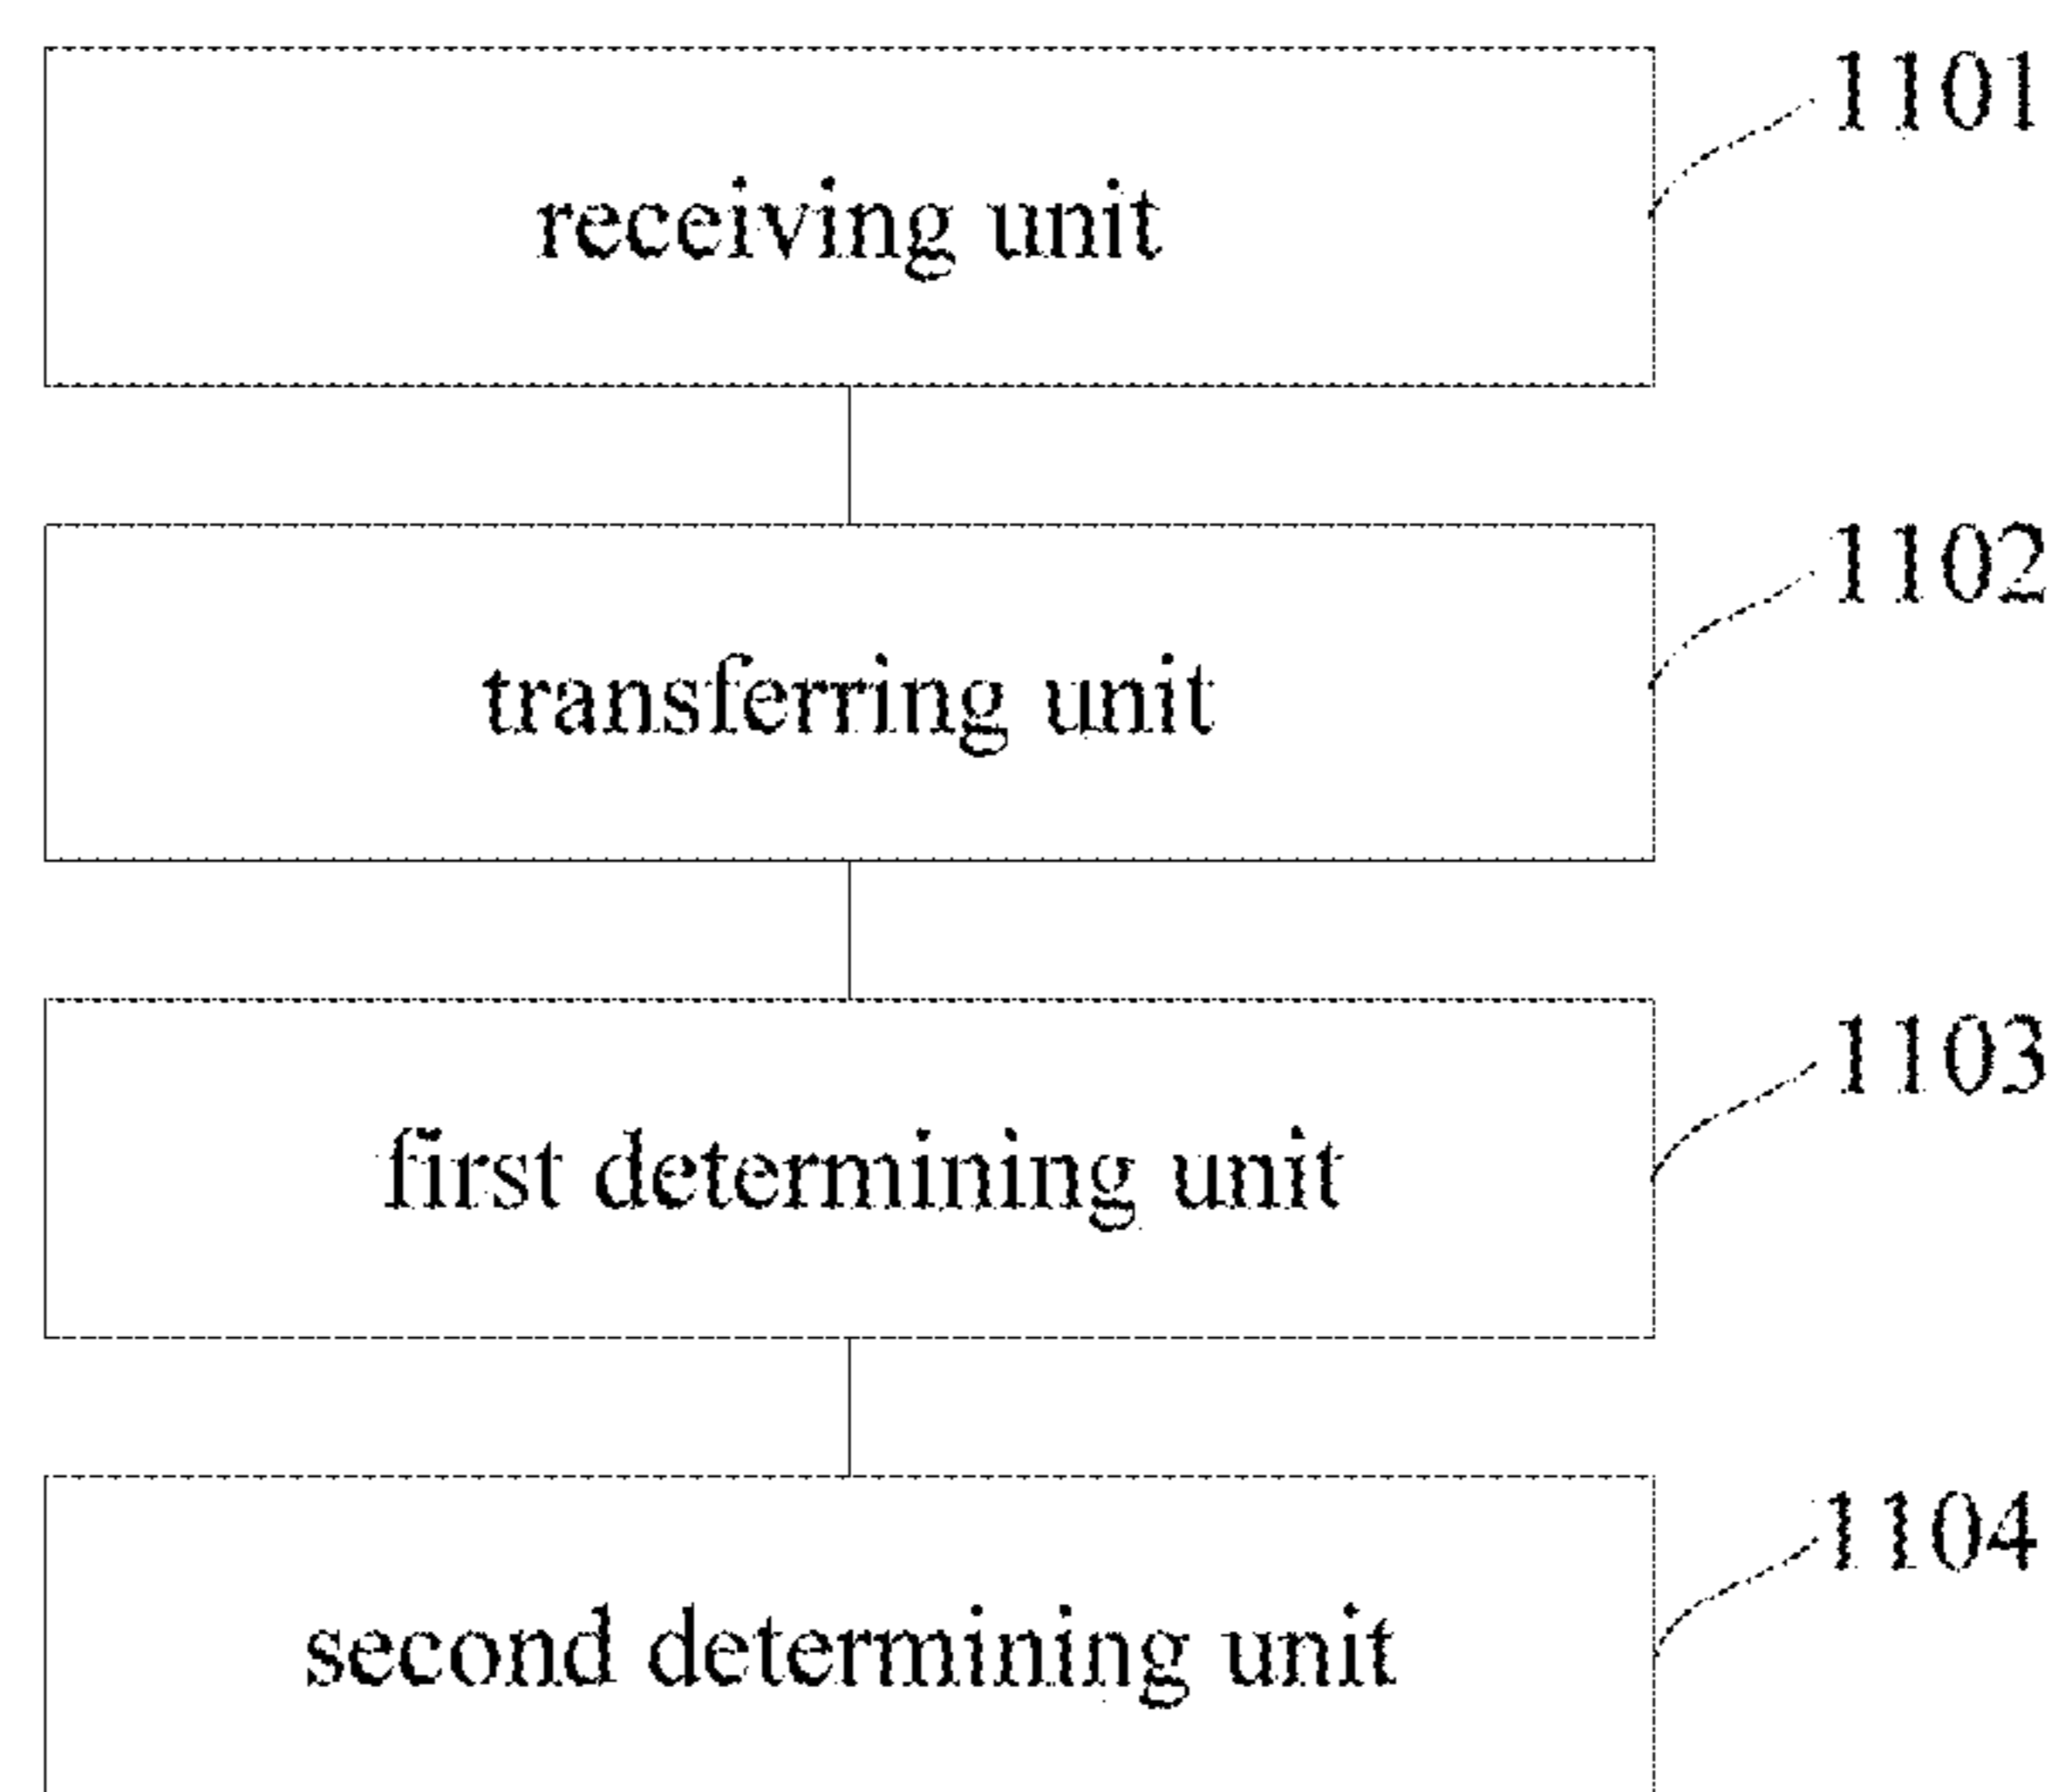 1101
receiving unit
1102
transferring unit
1103
first determining unit
1104
second determining unit